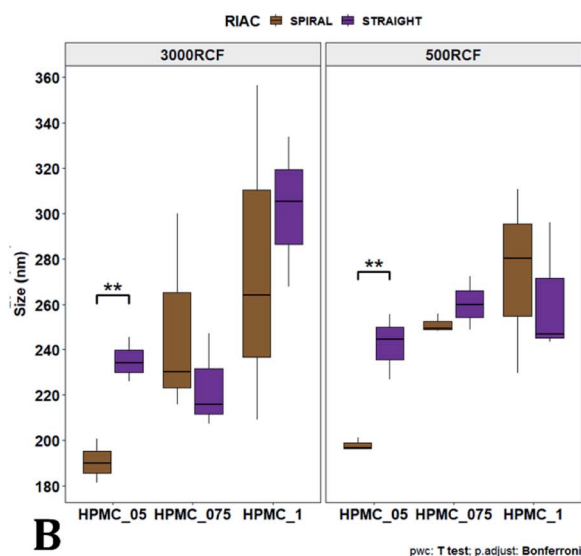 RIAC SPIRAL STRAIGHT
3000RCF 500RCF
360
340
320
300
280
260
240
220
200
180
Size (nm)
** **
HPMC_05 HPMC_075 HPMC_1 HPMC_05 HPMC_075 HPMC_1
B
pwc: T test; p.adjust: Bonferroni